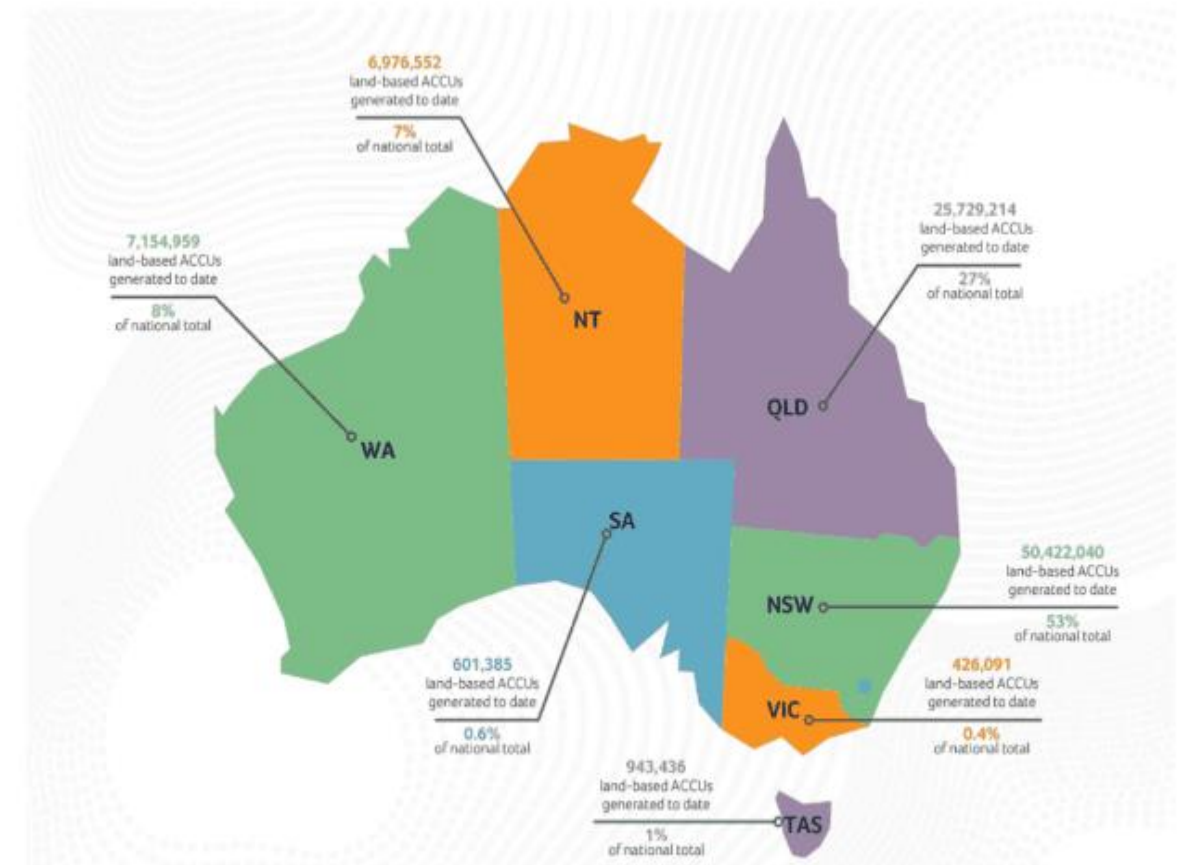 6,976,552
land-based ACCUs
generated to date
7%
of national total
7,154,959
land-based ACCUs
generated to date
8%
of national total
25,729,214
land-based ACCUs
generated to date
27%
of national total
NT
QLD
WA
SA
NSW
50,422,040
land-based ACCUs
generated to date
53%
of national total
601,385
land-based ACCUs
generated to date
0.6%
of national total
VIC
426,091
land-based ACCUs
generated to date
0.4%
of national total
943,436
land-based ACCUs
generated to date
1%
of national total
TAS